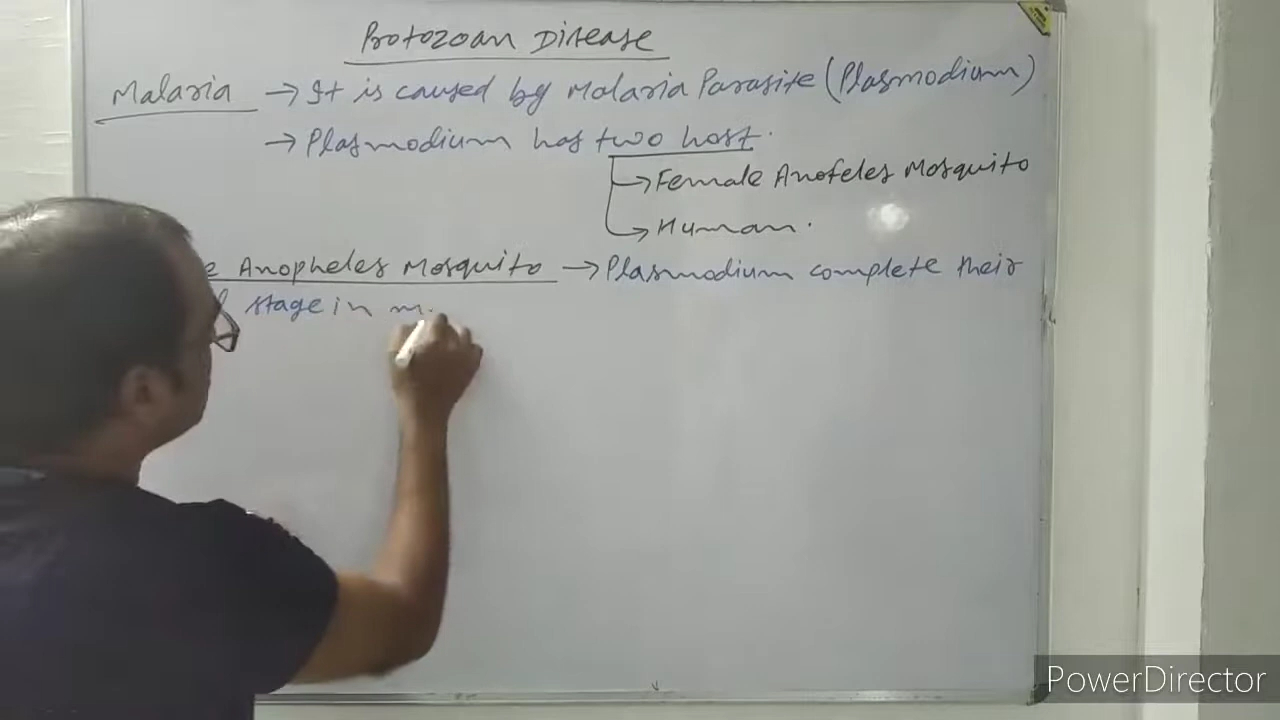 Protozoan Disease
Malaria → It is caused by Malaria Parasite (Plasmodium)
→ Plasmodium has two host.
→ Female Anofeles Mosquito
→ Human.
e Anopheles Mosquito → Plasmodium complete their
stage in m
PowerDirector